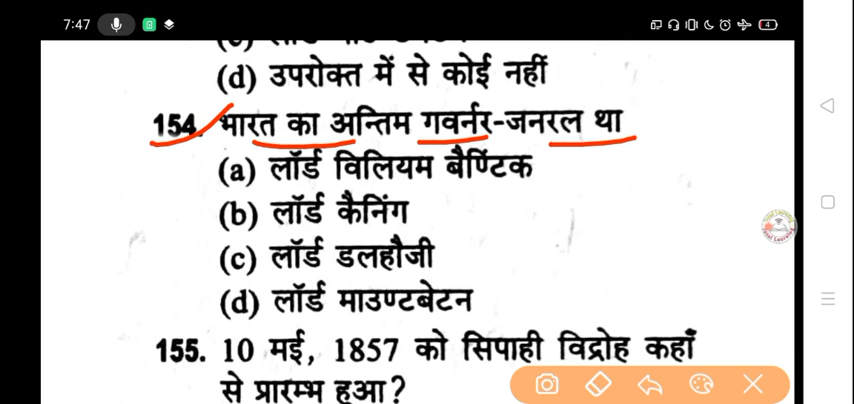 7:47
4
(d) उपरोक्त में से कोई नहीं
154. भारत का अन्तिम गवर्नर-जनरल था
(a) लॉर्ड विलियम बैण्टिक
(b) लॉर्ड कैनिंग
(c) लॉर्ड डलहौजी
(d) लॉर्ड माउण्टबेटन
155. 10 मई, 1857 को सिपाही विद्रोह कहाँ
से प्रारम्भ हुआ?